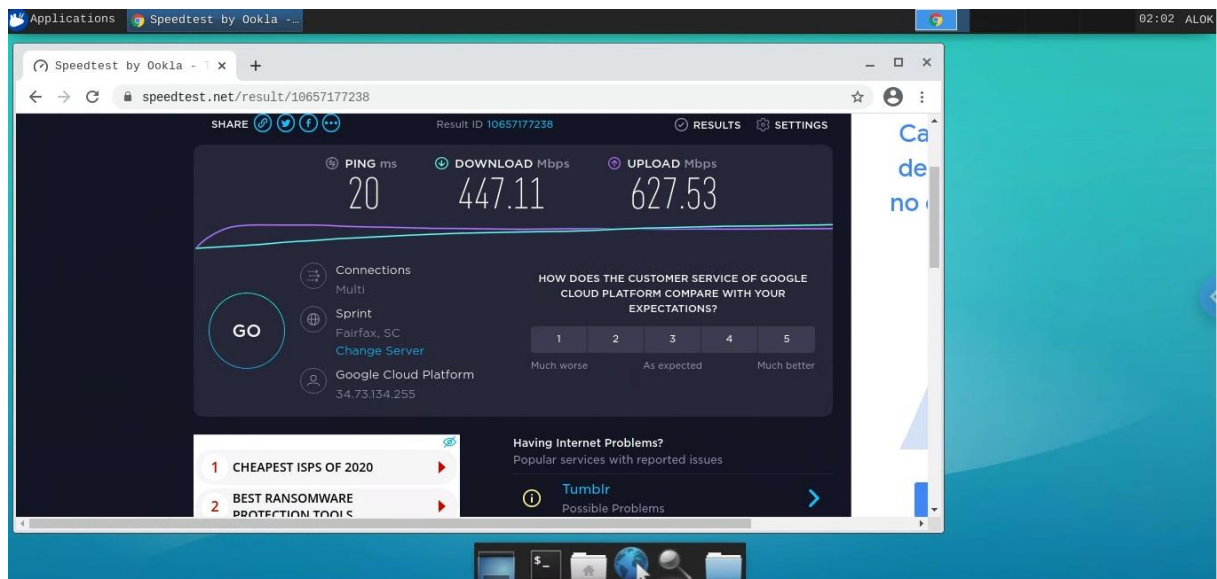 Applications Speedtest by Ookla -… 02:02 ALOK
Speedtest by Ookla - T
speedtest.net/result/10657177238
SHARE Result ID 10657177238 RESULTS SETTINGS
PING ms DOWNLOAD Mbps UPLOAD Mbps
20 447.11 627.53
Connections
Multi
Sprint
Fairfax, SC
Change Server
Google Cloud Platform
34.73.134.255
GO
HOW DOES THE CUSTOMER SERVICE OF GOOGLE
CLOUD PLATFORM COMPARE WITH YOUR
EXPECTATIONS?
1 2 3 4 5
Much worse As expected Much better
Ca
de
no
1 CHEAPEST ISPS OF 2020
2 BEST RANSOMWARE
PROTECTION TOOLS
Having Internet Problems?
Popular services with reported issues
Tumblr
Possible Problems
$_